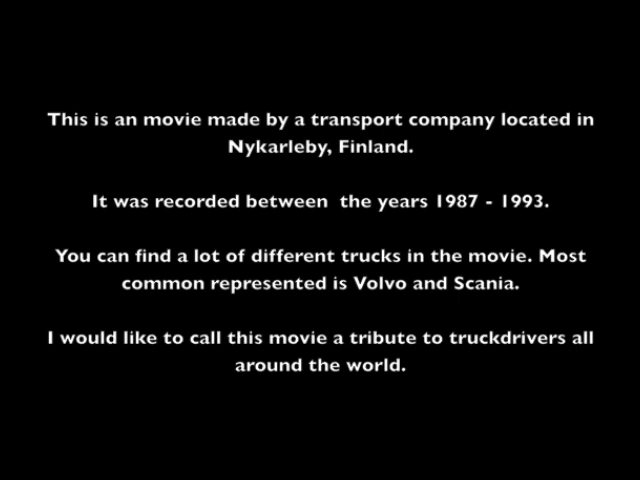 This is an movie made by a transport company located in
Nykarleby, Finland.
It was recorded between  the years 1987 - 1993.
You can find a lot of different trucks in the movie. Most
common represented is Volvo and Scania.
I would like to call this movie a tribute to truckdrivers all
around the world.